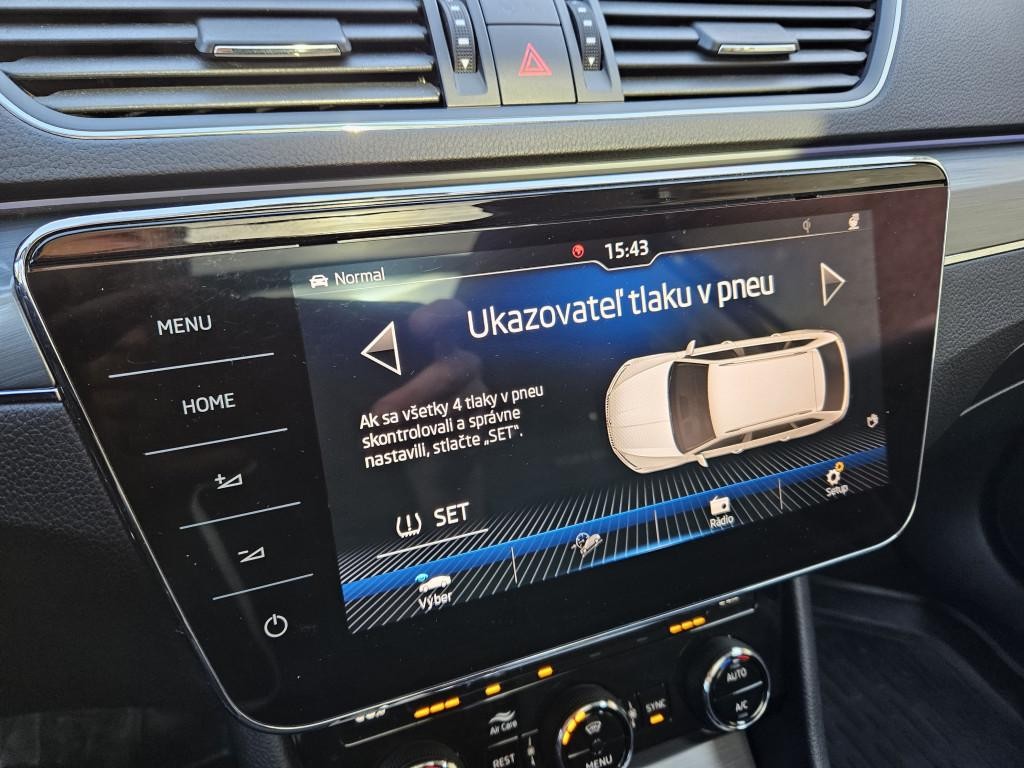 15:43
Normal
Ukazovateľ tlaku v pneu
MENU
HOME
Ak sa všetky 4 tlaky v pneu
skontrolovali a správne
nastavili, stlačte „SET".
SET
Výber
Rádio
Setup
Air Care
REST
MENU
SYNC
AUTO
A/C